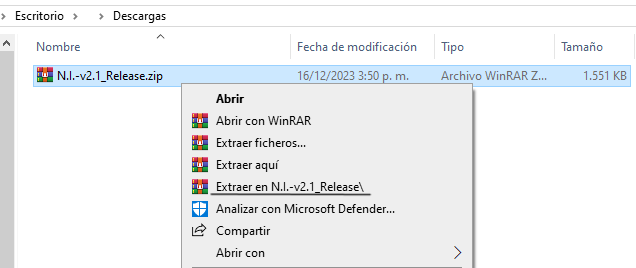 Escritorio > Descargas
Nombre Fecha de modificación Tipo Tamaño
N.I.-v2.1_Release.zip 16/12/2023 3:50 p. m. Archivo WinRAR Z... 1.551 KB
Abrir
Abrir con WinRAR
Extraer ficheros...
Extraer aquí
Extraer en N.I.-v2.1_Release\
Analizar con Microsoft Defender...
Compartir
Abrir con